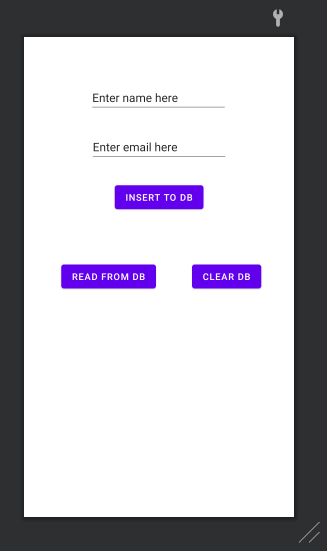 Enter name here
Enter email here
INSERT TO DB
READ FROM DB
CLEAR DB